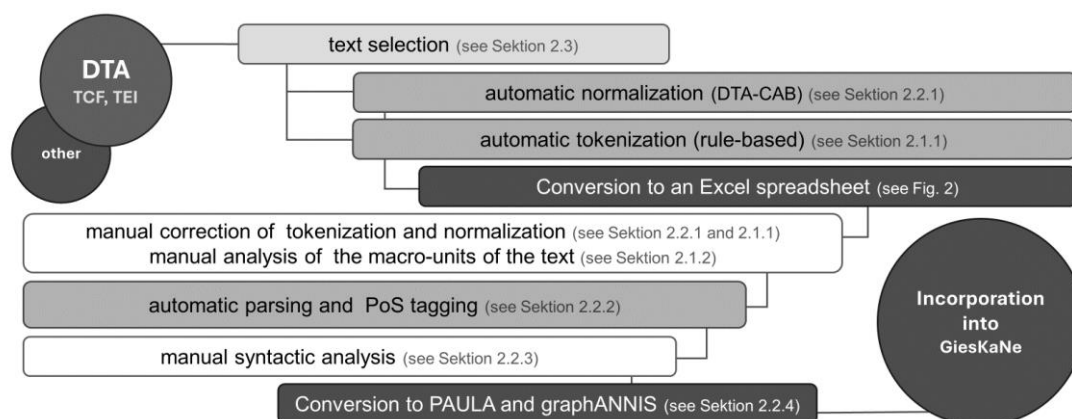 DTA
TCF, TEI
other
text selection (see Sektion 2.3)
automatic normalization (DTA-CAB) (see Sektion 2.2.1)
automatic tokenization (rule-based) (see Sektion 2.1.1)
Conversion to an Excel spreadsheet (see Fig. 2)
manual correction of tokenization and normalization (see Sektion 2.2.1 and 2.1.1)
manual analysis of the macro-units of the text (see Sektion 2.1.2)
automatic parsing and PoS tagging (see Sektion 2.2.2)
manual syntactic analysis (see Sektion 2.2.3)
Conversion to PAULA and graphANNIS (see Sektion 2.2.4)
Incorporation
into
GiesKaNe